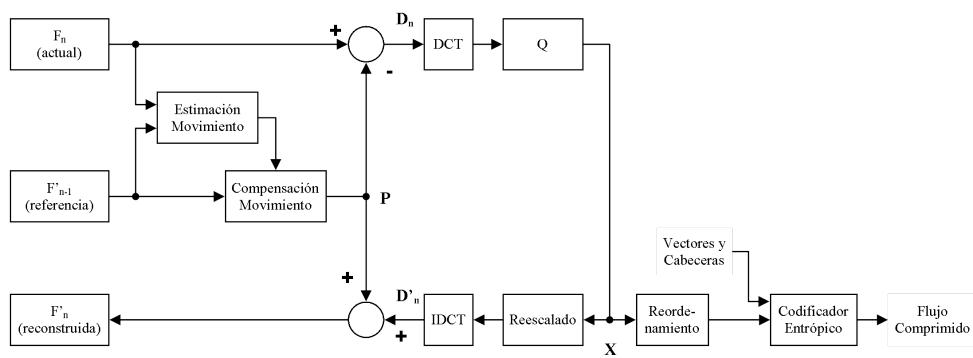 Fn
(actual)
+
Dn
DCT
Q
-
Estimación
Movimiento
F'n-1
(referencia)
Compensación
Movimiento
P
Vectores y
Cabeceras
+
D'n
F'n
(reconstruida)
+
IDCT
Reescalado
X
Reorde-
namiento
Codificador
Entrópico
Flujo
Comprimido